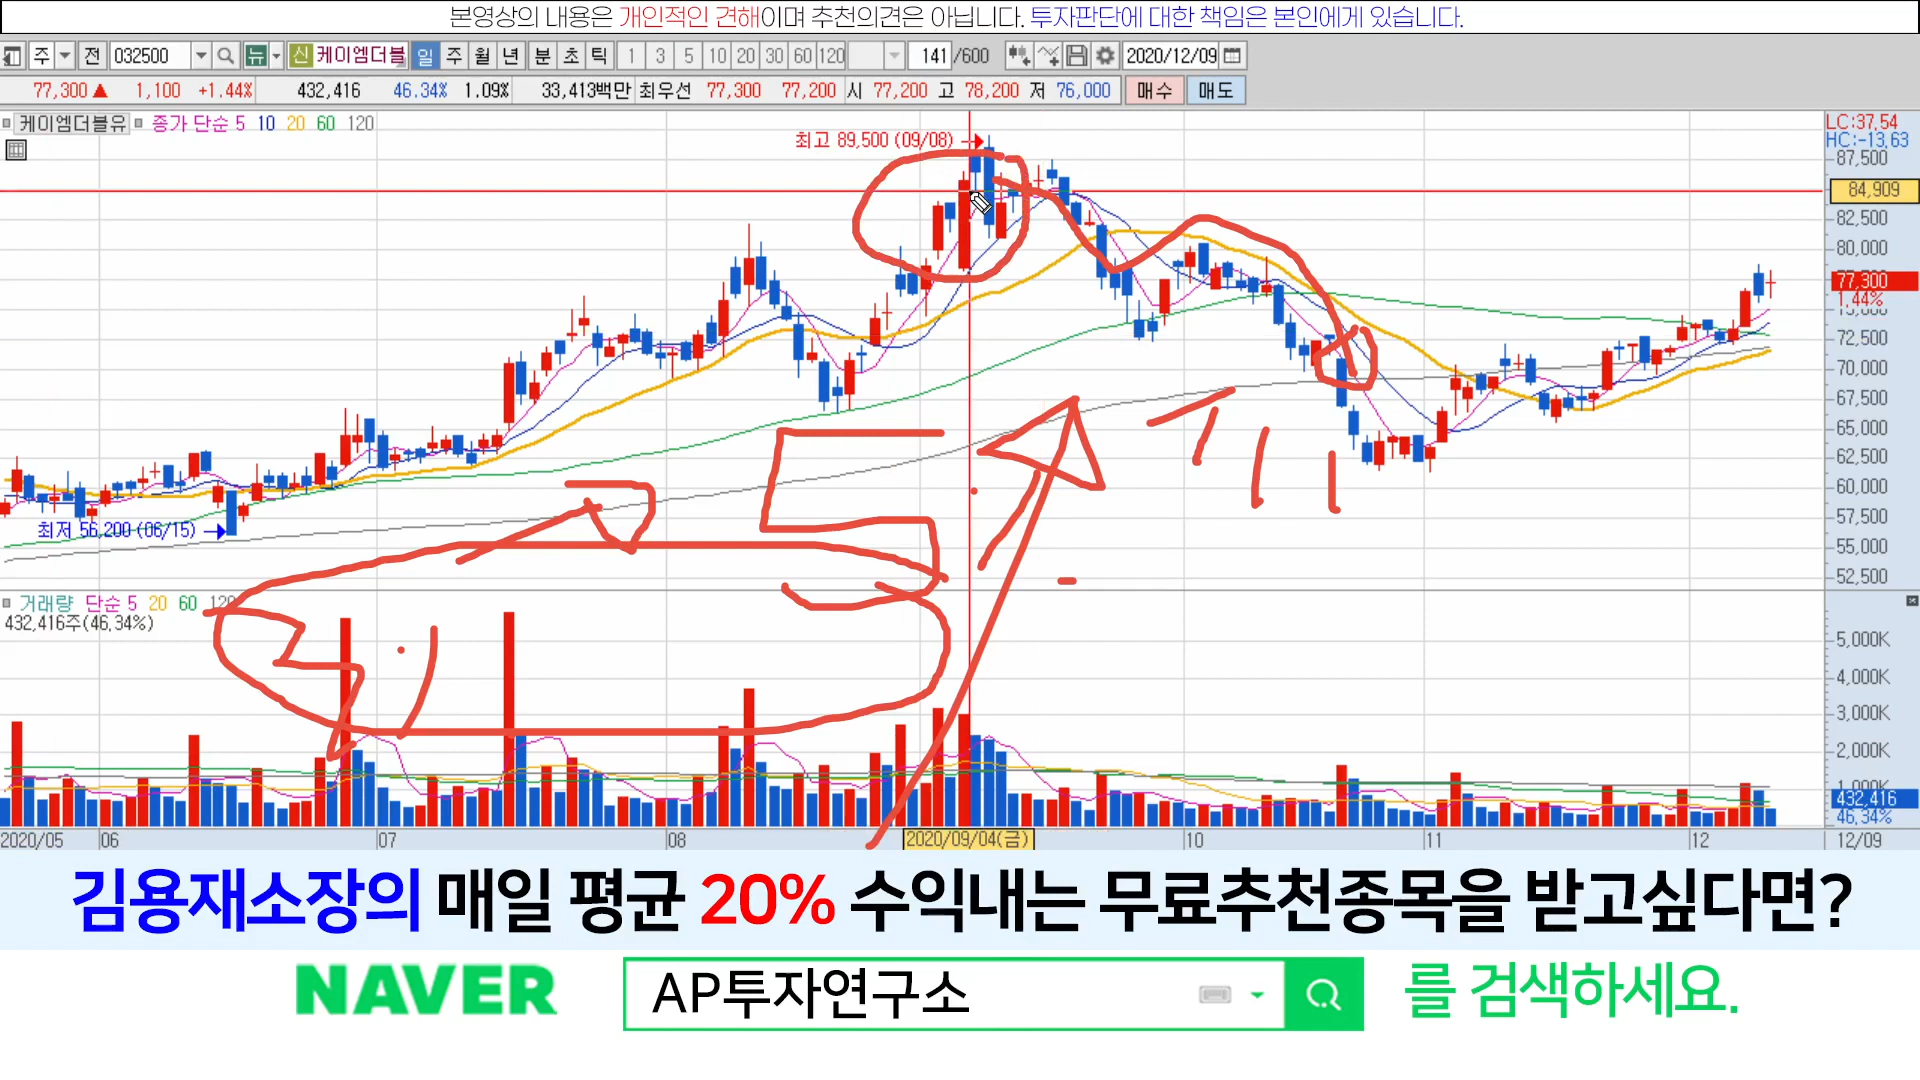 본영상의 내용은 개인적인 견해이며 추천의견은 아닙니다. 투자판단에 대한 책임은 본인에게 있습니다.
주 전 032500 뉴 신 케이엠더블 일 주 월 년 분 초 틱 1 3 5 10 20 30 60 120 141 /600 2020/12/09
77,300 ▲ 1,100 +1.44% 432,416 46.34% 1.09% 33,413백만 최우선 77,300 77,200 시 77,200 고 78,200 저 76,000 매수 매도
케이엠더블유 종가 단순 5 10 20 60 120
LC:37.54
HC:-13.63
최고 89,500 (09/08)
87,500
84,909
82,500
80,000
77,300
1.44%
75,000
72,500
70,000
67,500
65,000
62,500
60,000
57,500
55,000
52,500
최저 56,200 (06/15)
거래량 단순 5 20 60 120
432,416주(46.34%)
5,000K
4,000K
3,000K
2,000K
1,000K
432,416
46.34%
2020/05 06 07 08 2020/09/04(금) 10 11 12 12/09
김용재소장의 매일 평균 20% 수익내는 무료추천종목을 받고싶다면?
NAVER AP투자연구소 를 검색하세요.